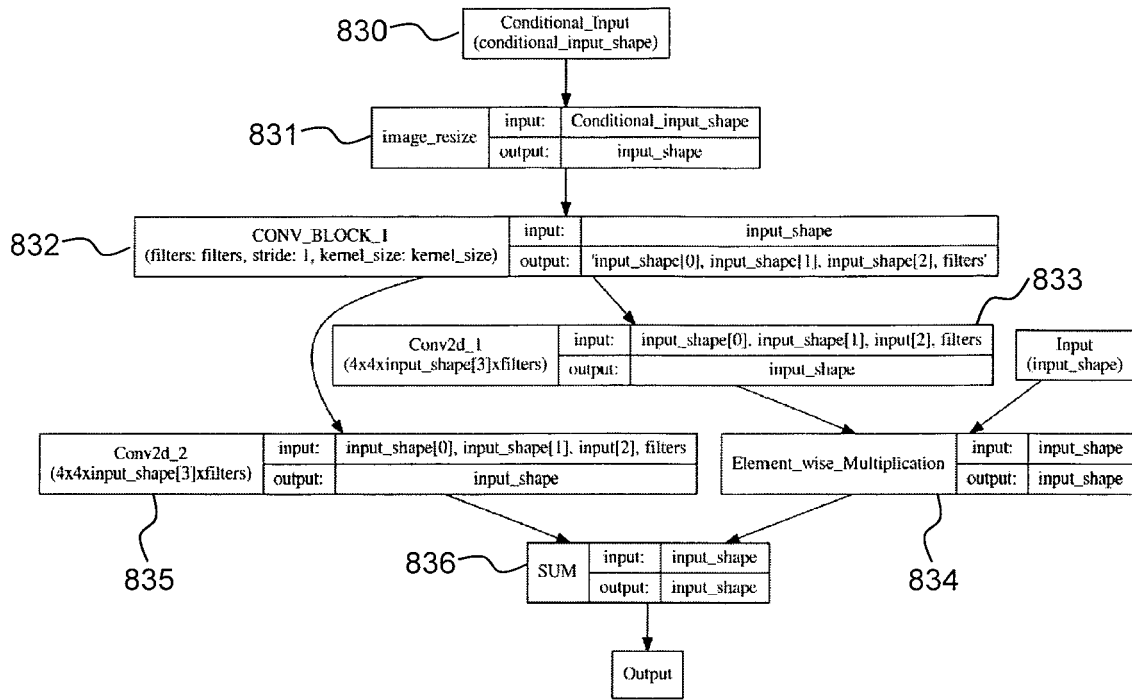 830
Conditional_Input
(conditional_input_shape)
831
image_resize
input:
Conditional_input_shape
output:
input_shape
832
CONV_BLOCK_1
(filters: filters, stride: 1, kernel_size: kernel_size)
input:
input_shape
output:
'input_shape[0], input_shape[1], input_shape[2], filters'
833
Conv2d_1
(4x4xinput_shape[3]xfilters)
input:
input_shape[0], input_shape[1], input[2], filters
output:
input_shape
Input
(input_shape)
Conv2d_2
(4x4xinput_shape[3]xfilters)
input:
input_shape[0], input_shape[1], input[2], filters
output:
input_shape
Element_wise_Multiplication
input:
input_shape
output:
input_shape
835
836
SUM
input:
input_shape
output:
input_shape
834
Output